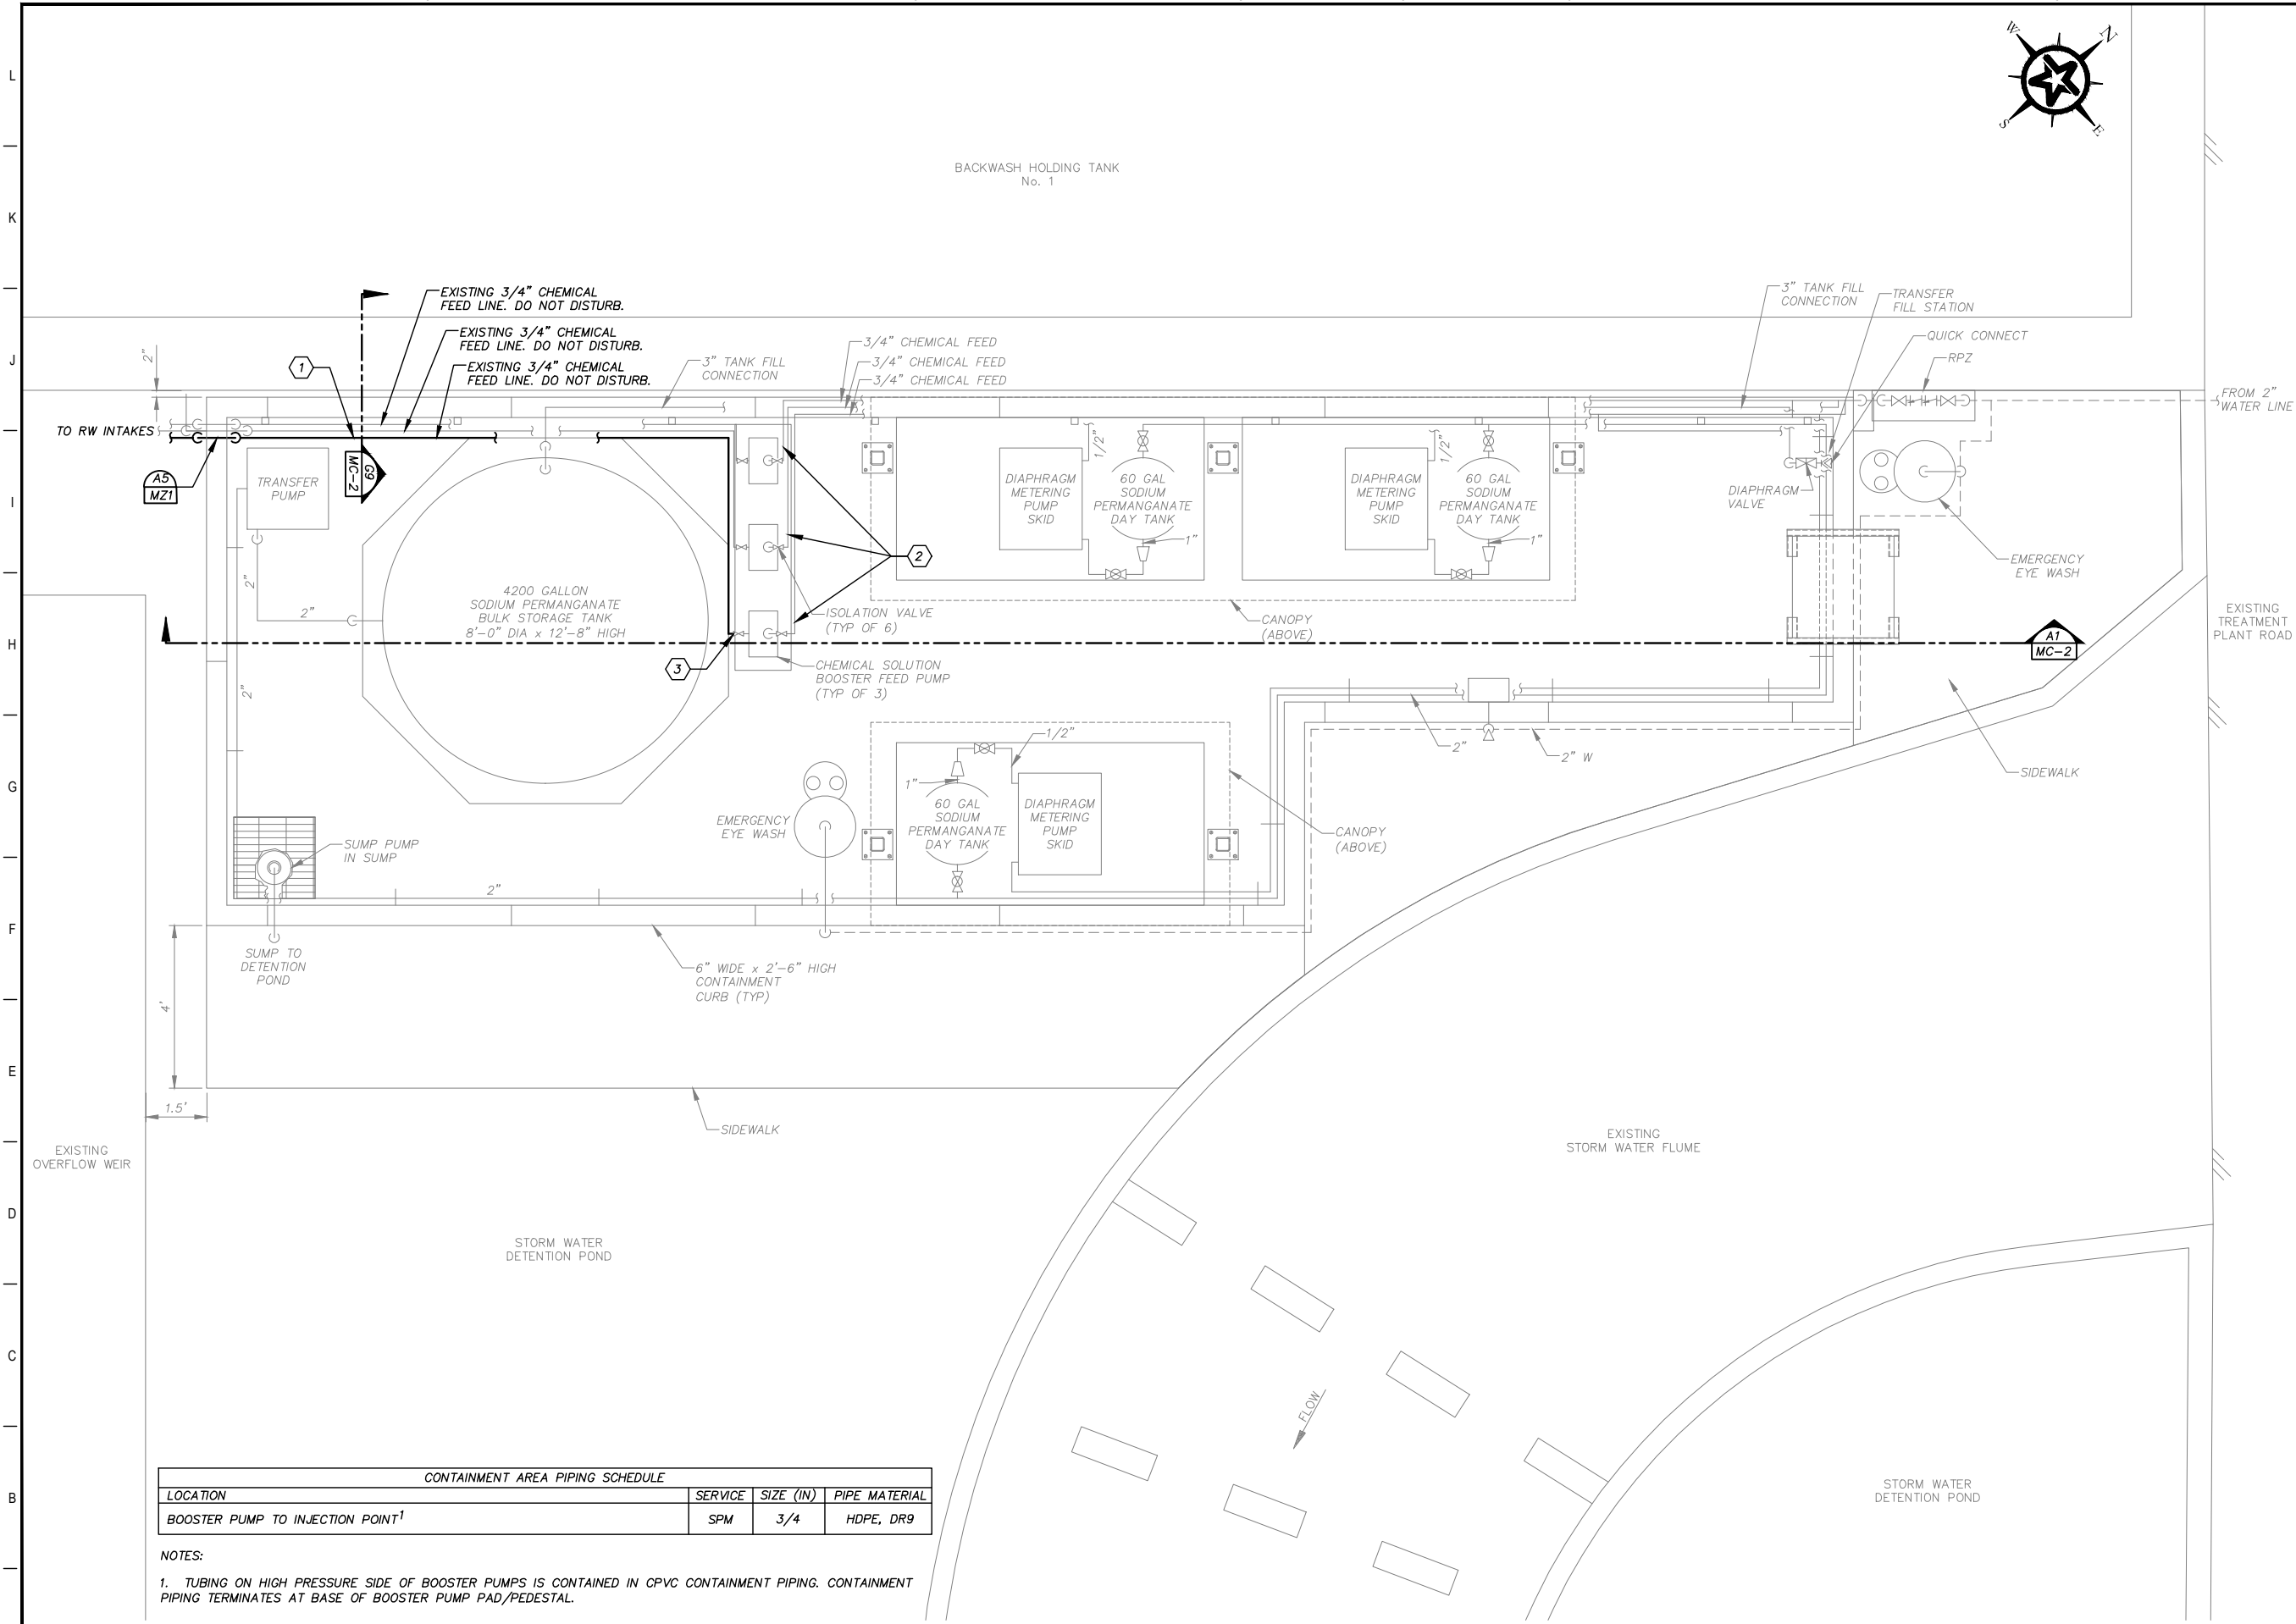 L
K
J
I
H
G
F
E
D
C
B
W
N
S
E
BACKWASH HOLDING TANK
No. 1
EXISTING 3/4" CHEMICAL
FEED LINE. DO NOT DISTURB.
EXISTING 3/4" CHEMICAL
FEED LINE. DO NOT DISTURB.
EXISTING 3/4" CHEMICAL
FEED LINE. DO NOT DISTURB.
2"
1
3" TANK FILL
CONNECTION
3/4" CHEMICAL FEED
3/4" CHEMICAL FEED
3/4" CHEMICAL FEED
3" TANK FILL
CONNECTION
TRANSFER
FILL STATION
QUICK CONNECT
RPZ
FROM 2"
WATER LINE
TO RW INTAKES
A5
MZ1
G9
MC-2
TRANSFER
PUMP
1/2"
DIAPHRAGM
METERING
PUMP
SKID
60 GAL
SODIUM
PERMANGANATE
DAY TANK
1"
1/2"
DIAPHRAGM
METERING
PUMP
SKID
60 GAL
SODIUM
PERMANGANATE
DAY TANK
1"
DIAPHRAGM
VALVE
EMERGENCY
EYE WASH
2
2"
2"
4200 GALLON
SODIUM PERMANGANATE
BULK STORAGE TANK
8'-0" DIA x 12'-8" HIGH
ISOLATION VALVE
(TYP OF 6)
CANOPY
(ABOVE)
EXISTING
TREATMENT
PLANT ROAD
A1
MC-2
3
CHEMICAL SOLUTION
BOOSTER FEED PUMP
(TYP OF 3)
2"
1/2"
2"
2" W
SIDEWALK
1"
60 GAL
SODIUM
PERMANGANATE
DAY TANK
DIAPHRAGM
METERING
PUMP
SKID
EMERGENCY
EYE WASH
CANOPY
(ABOVE)
SUMP PUMP
IN SUMP
2"
SUMP TO
DETENTION
POND
6" WIDE x 2'-6" HIGH
CONTAINMENT
CURB (TYP)
4'
1.5'
SIDEWALK
EXISTING
OVERFLOW WEIR
EXISTING
STORM WATER FLUME
STORM WATER
DETENTION POND
FLOW
STORM WATER
DETENTION POND
CONTAINMENT AREA PIPING SCHEDULE
LOCATION SERVICE SIZE (IN) PIPE MATERIAL
BOOSTER PUMP TO INJECTION POINT1 SPM 3/4 HDPE, DR9
NOTES:
1. TUBING ON HIGH PRESSURE SIDE OF BOOSTER PUMPS IS CONTAINED IN CPVC CONTAINMENT PIPING. CONTAINMENT
PIPING TERMINATES AT BASE OF BOOSTER PUMP PAD/PEDESTAL.